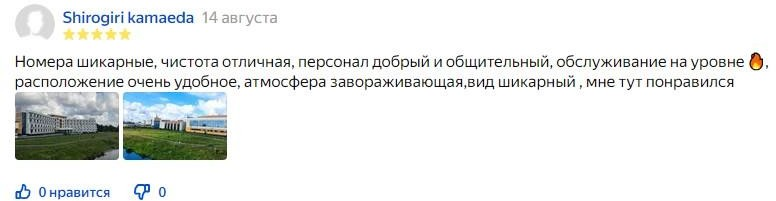 Shirogiri kamaeda 14 августа
Номера шикарные, чистота отличная, персонал добрый и общительный, обслуживание на уровне 🔥,
расположение очень удобное, атмосфера завораживающая,вид шикарный , мне тут понравился
0 нравится 0